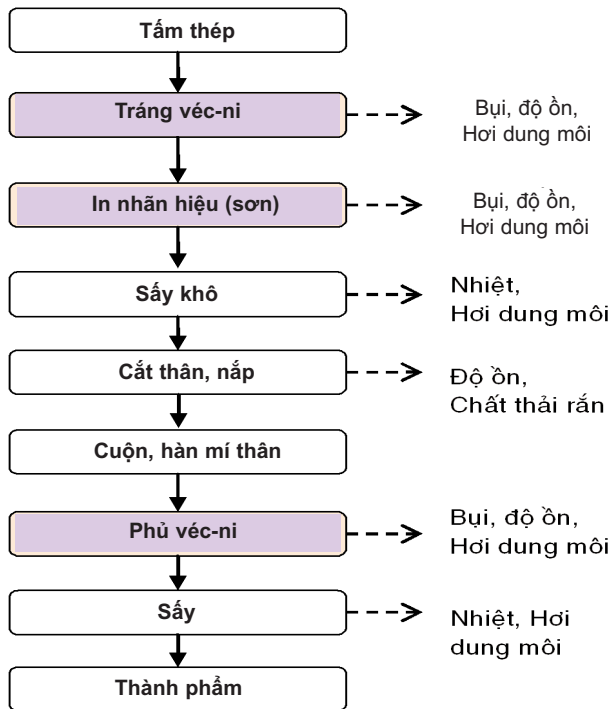 Tấm thép
Tráng véc-ni
Bụi, độ ồn,
Hơi dung môi
In nhãn hiệu (sơn)
Bụi, độ ồn,
Hơi dung môi
Sấy khô
Nhiệt,
Hơi dung môi
Cắt thân, nắp
Độ ồn,
Chất thải rắn
Cuộn, hàn mí thân
Phủ véc-ni
Bụi, độ ồn,
Hơi dung môi
Sấy
Nhiệt, Hơi
dung môi
Thành phẩm